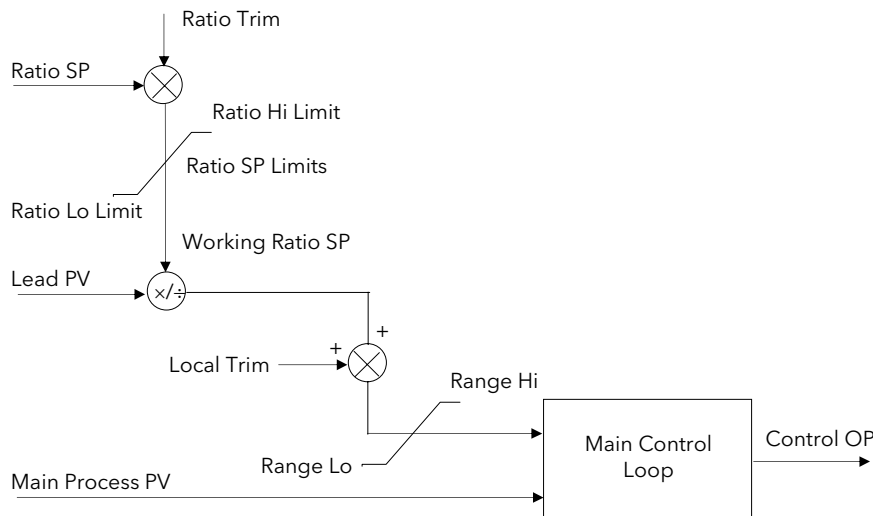 Ratio Trim
Ratio SP
Ratio Hi Limit
Ratio SP Limits
Ratio Lo Limit
Working Ratio SP
Lead PV
×/÷
+
+
Local Trim
Range Hi
Main Control
Loop
Control OP
Range Lo
Main Process PV